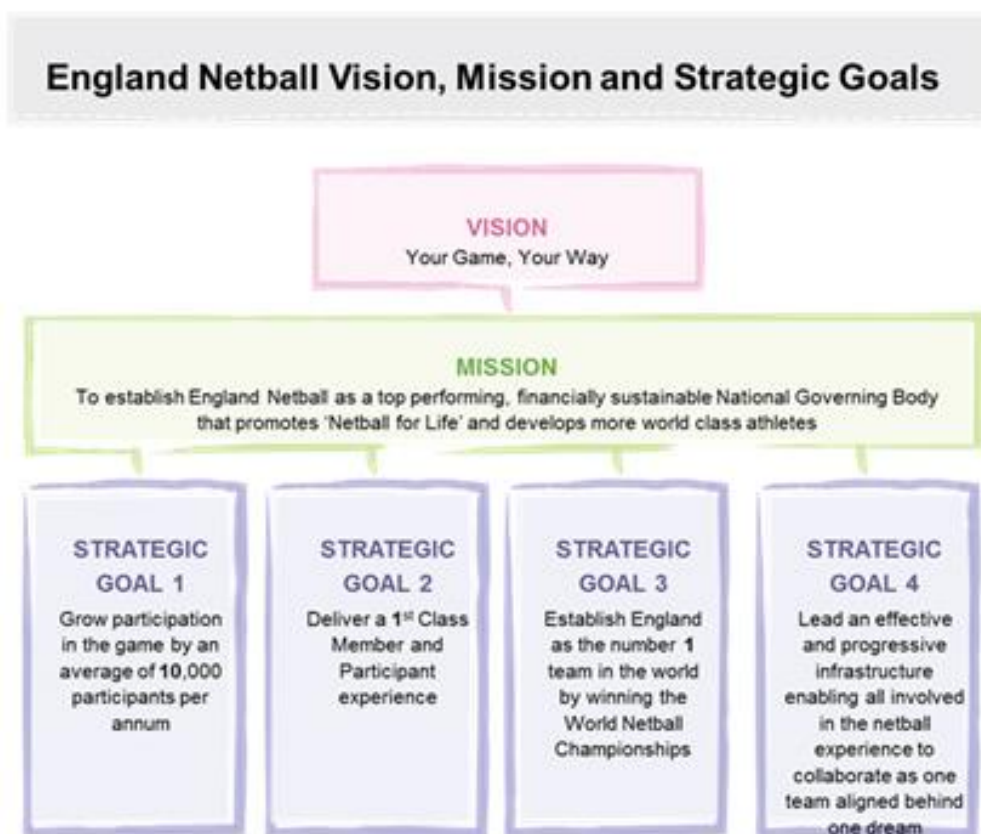 England Netball Vision, Mission and Strategic Goals
VISION
Your Game, Your Way
MISSION
To establish England Netball as a top performing, financially sustainable National Governing Body
that promotes ‘Netball for Life’ and develops more world class athletes
STRATEGIC
GOAL 1
Grow participation
in the game by an
average of 10,000
participants per
annum
STRATEGIC
GOAL 2
Deliver a 1st Class
Member and
Participant
experience
STRATEGIC
GOAL 3
Establish England
as the number 1
team in the world
by winning the
World Netball
Championships
STRATEGIC
GOAL 4
Lead an effective
and progressive
infrastructure
enabling all involved
in the netball
experience to
collaborate as one
team aligned behind
one dream